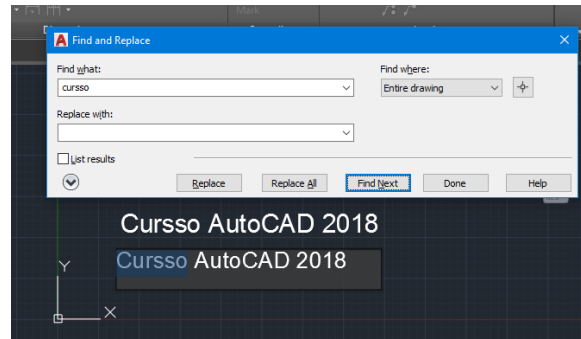 Mark
Find and Replace
Find what:
Find where:
cursso
Entire drawing
Replace with:
List results
Replace
Replace All
Find Next
Done
Help
Cursso AutoCAD 2018
Cursso AutoCAD 2018
Y
X